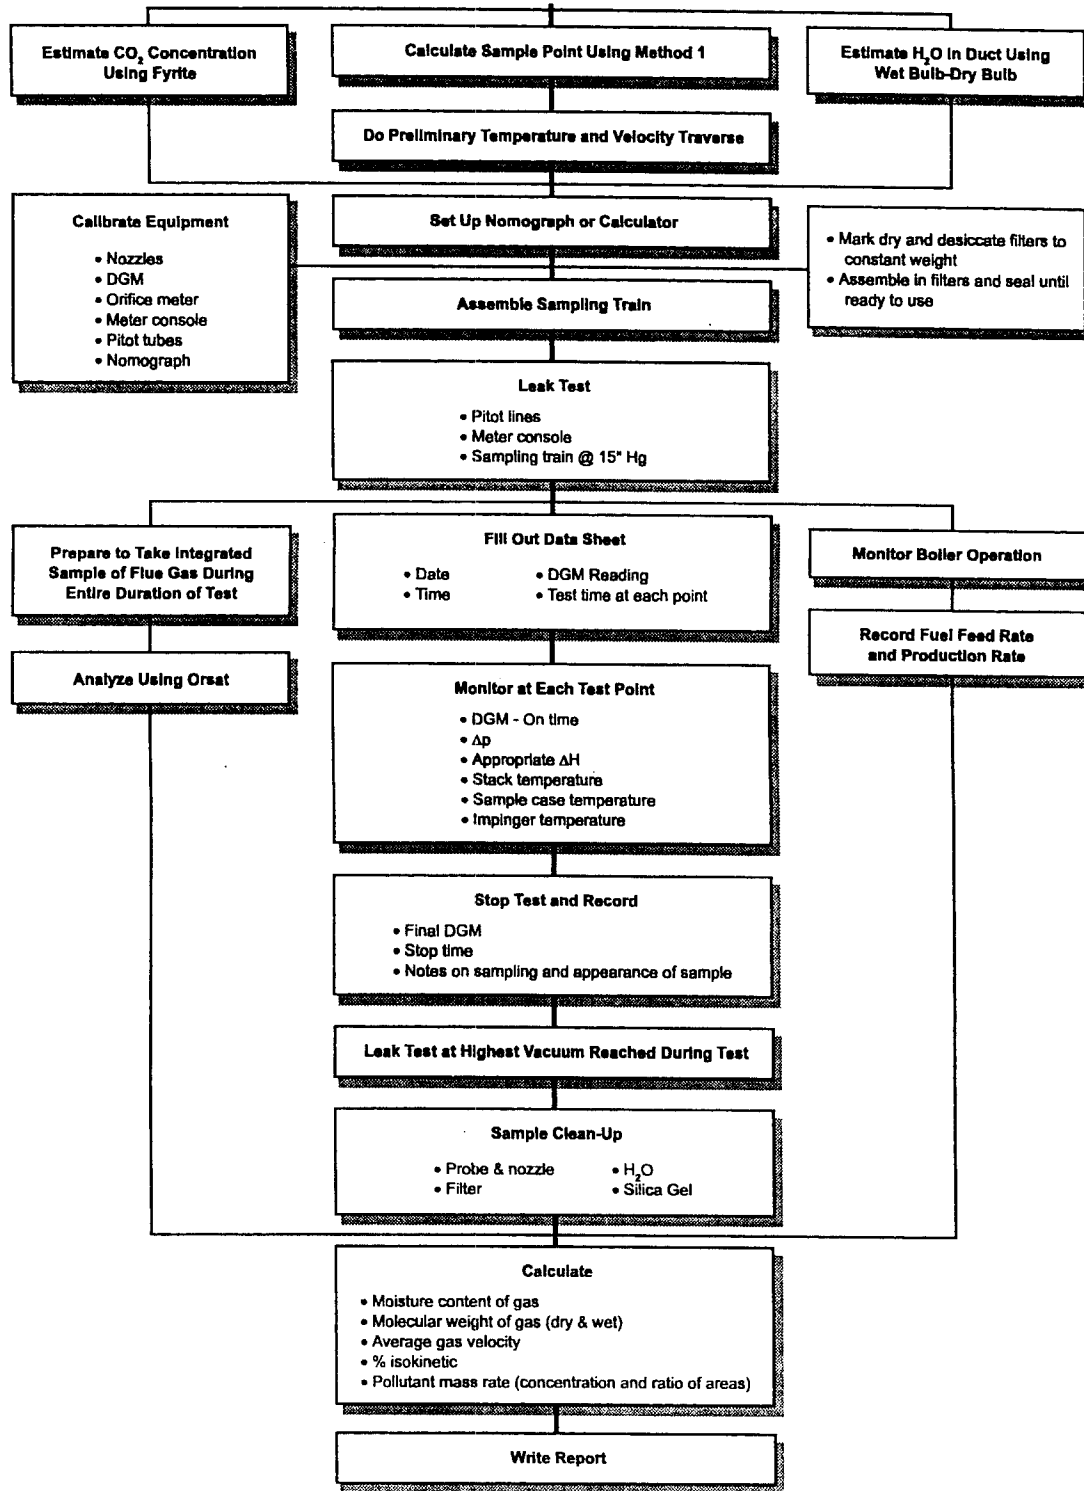 Estimate CO₂ Concentration
Using Fyrite
Calculate Sample Point Using Method 1
Estimate H₂O in Duct Using
Wet Bulb-Dry Bulb
Do Preliminary Temperature and Velocity Traverse
Calibrate Equipment
• Nozzles
• DGM
• Orifice meter
• Meter console
• Pitot tubes
• Nomograph
Set Up Nomograph or Calculator
• Mark dry and desiccate filters to
constant weight
• Assemble in filters and seal until
ready to use
Assemble Sampling Train
Leak Test
• Pitot lines
• Meter console
• Sampling train @ 15" Hg
Prepare to Take Integrated
Sample of Flue Gas During
Entire Duration of Test
Fill Out Data Sheet
• Date
• Time
• DGM Reading
• Test time at each point
Monitor Boiler Operation
Record Fuel Feed Rate
and Production Rate
Analyze Using Orsat
Monitor at Each Test Point
• DGM - On time
• Δp
• Appropriate ΔH
• Stack temperature
• Sample case temperature
• Impinger temperature
Stop Test and Record
• Final DGM
• Stop time
• Notes on sampling and appearance of sample
Leak Test at Highest Vacuum Reached During Test
Sample Clean-Up
• Probe & nozzle
• Filter
• H₂O
• Silica Gel
Calculate
• Moisture content of gas
• Molecular weight of gas (dry & wet)
• Average gas velocity
• % isokinetic
• Pollutant mass rate (concentration and ratio of areas)
Write Report